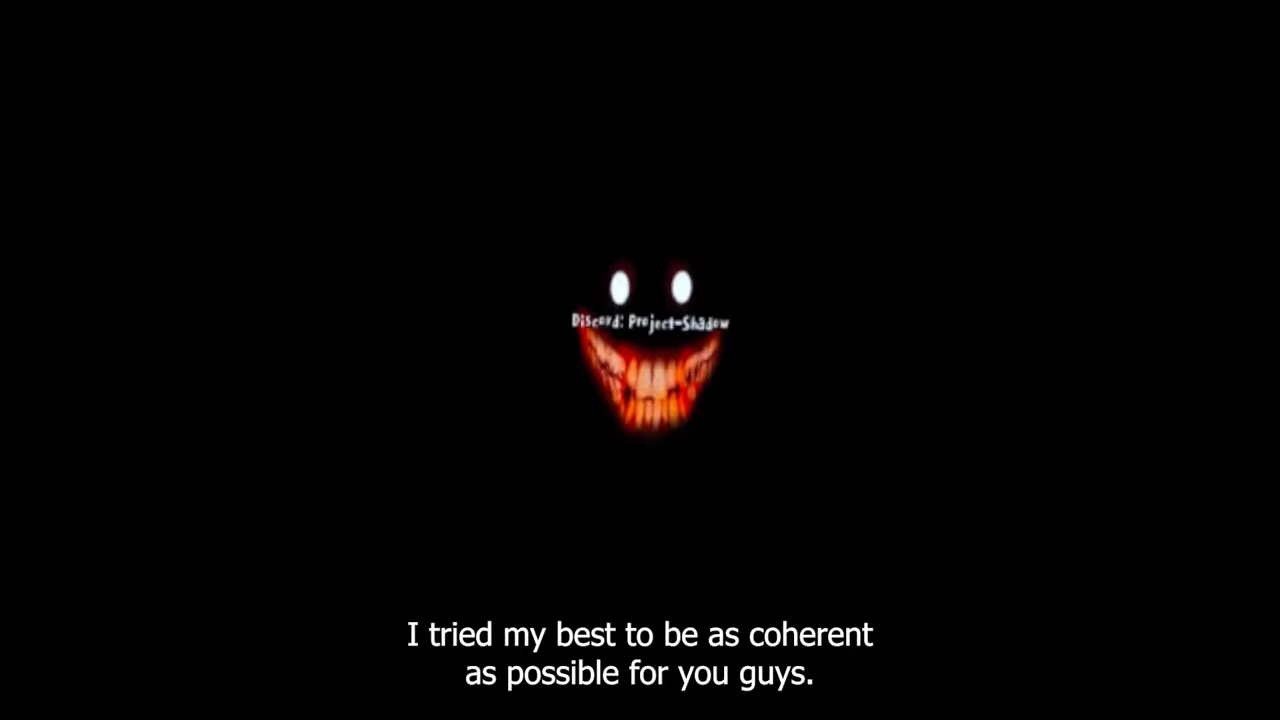 Discord: Project-Shadow
I tried my best to be as coherent
as possible for you guys.